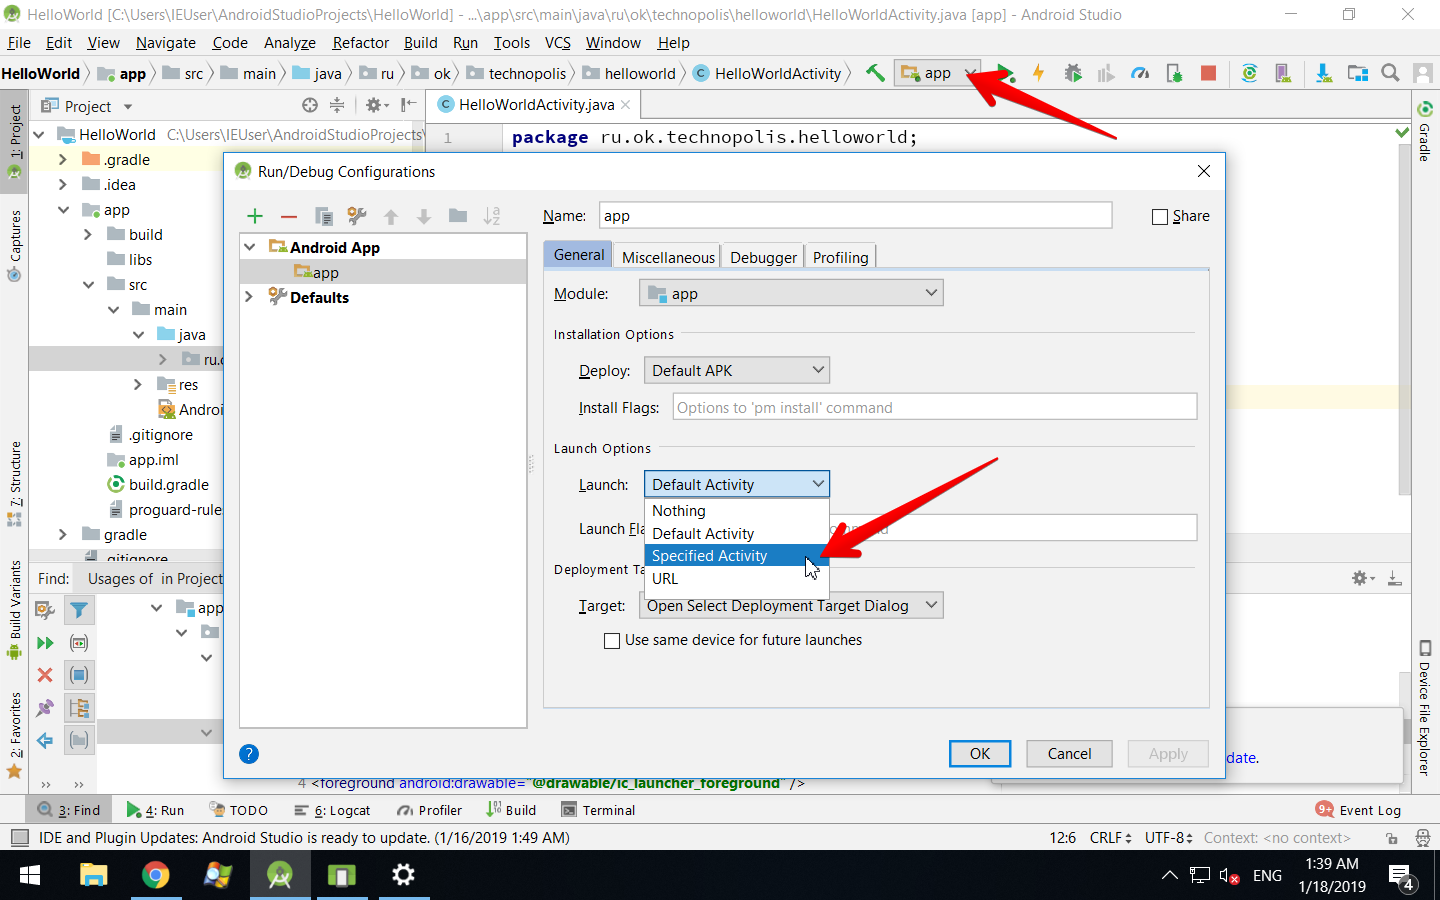 HelloWorld [C:\Users\IEUser\AndroidStudioProjects\HelloWorld] - ...\app\src\main\java\ru\ok\technopolis\helloworld\HelloWorldActivity.java [app] - Android Studio
File Edit View Navigate Code Analyze Refactor Build Run Tools VCS Window Help
HelloWorld app src main java ru ok technopolis helloworld HelloWorldActivity app
1: Project
Captures
7: Structure
Build Variants
2: Favorites
Project
HelloWorld C:\Users\IEUser\AndroidStudioProjects\
.gradle
.idea
app
build
libs
src
main
java
ru.
res
Androi
.gitignore
app.iml
build.gradle
proguard-rule
gradle
.gitignore
HelloWorldActivity.java
1 package ru.ok.technopolis.helloworld;
Gradle
Device File Explorer
Run/Debug Configurations
Android App
app
Defaults
Name: app Share
General Miscellaneous Debugger Profiling
Module: app
Installation Options
Deploy: Default APK
Install Flags: Options to 'pm install' command
Launch Options
Launch: Default Activity
Nothing
Default Activity
Specified Activity
URL
Launch Fla
Deployment Ta
Target: Open Select Deployment Target Dialog
Use same device for future launches
?
OK Cancel Apply
Find: Usages of in Project
app
date.
4 <foreground android:drawable="@drawable/ic_launcher_foreground" />
3: Find 4: Run TODO 6: Logcat Profiler Build Terminal 9+ Event Log
IDE and Plugin Updates: Android Studio is ready to update. (1/16/2019 1:49 AM) 12:6 CRLF UTF-8 Context: <no context>
ENG
1:39 AM
1/18/2019
4